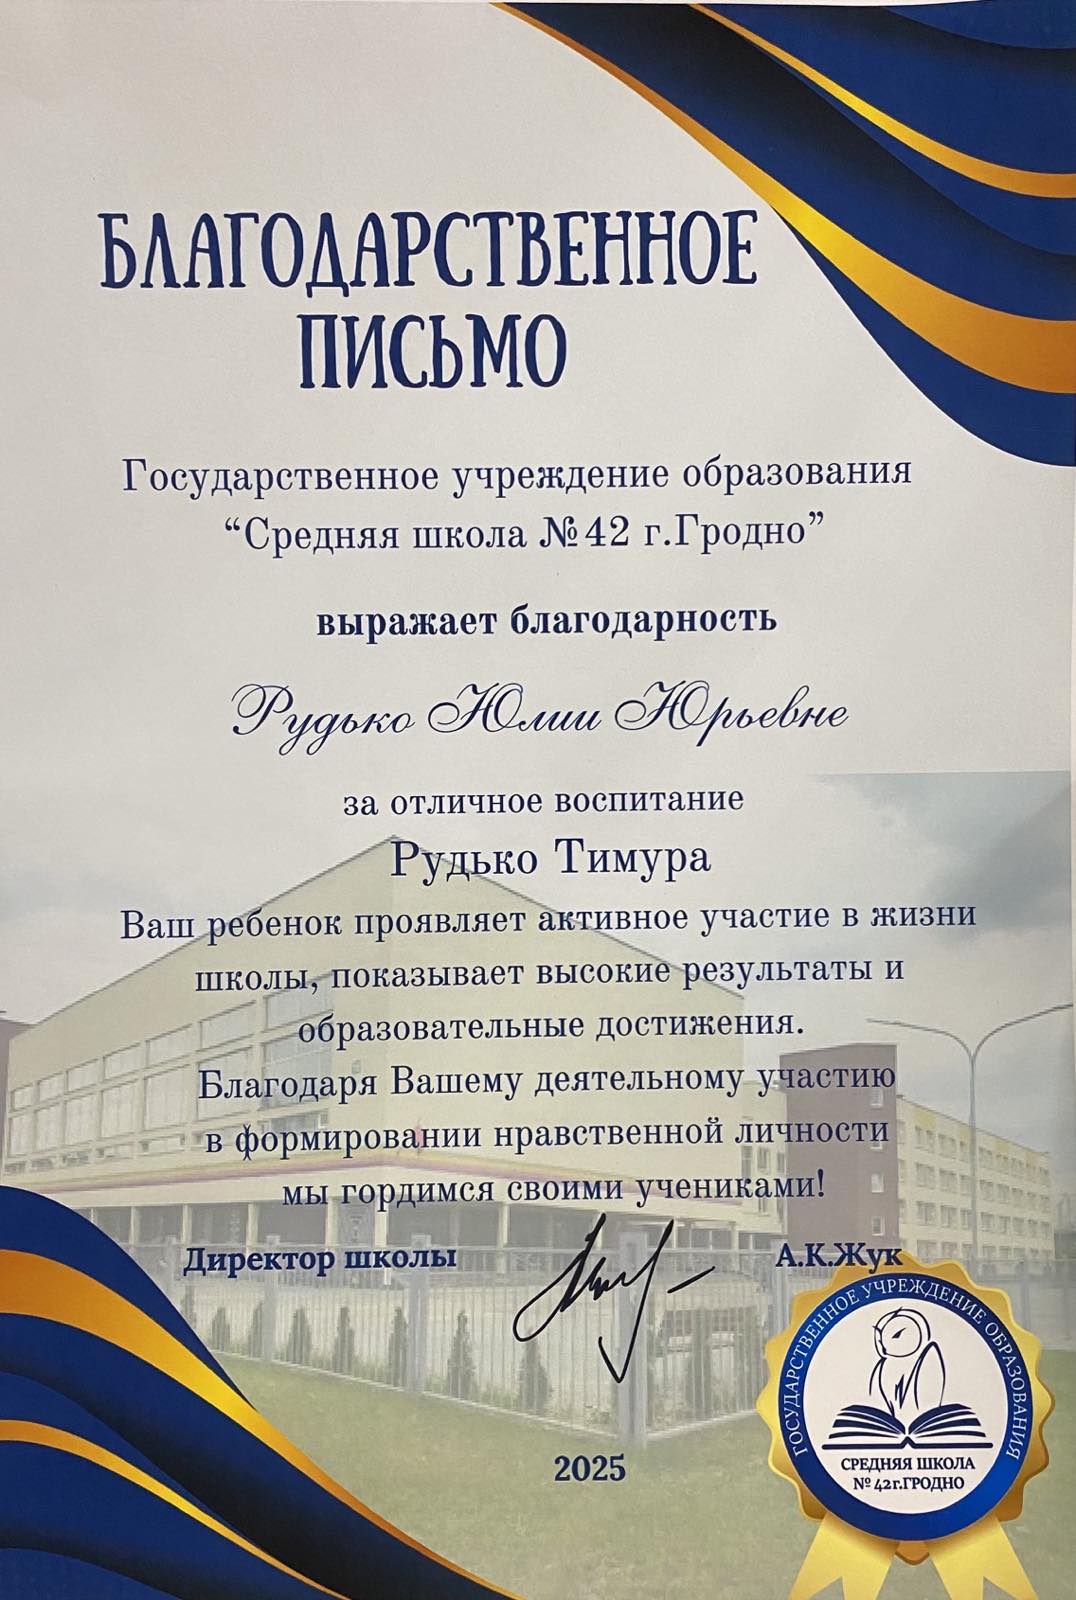 БЛАГОДАРСТВЕННОЕ
ПИСЬМО
Государственное учреждение образования
“Средняя школа №42 г.Гродно”
выражает благодарность
Рудько Юлии Юрьевне
за отличное воспитание
Рудько Тимура
Ваш ребенок проявляет активное участие в жизни
школы, показывает высокие результаты и
образовательные достижения.
Благодаря Вашему деятельному участию
в формировании нравственной личности
мы гордимся своими учениками!
Директор школы А.К.Жук
ГОСУДАРСТВЕННОЕ УЧРЕЖДЕНИЕ ОБРАЗОВАНИЯ
СРЕДНЯЯ ШКОЛА
№ 42г.ГРОДНО
2025